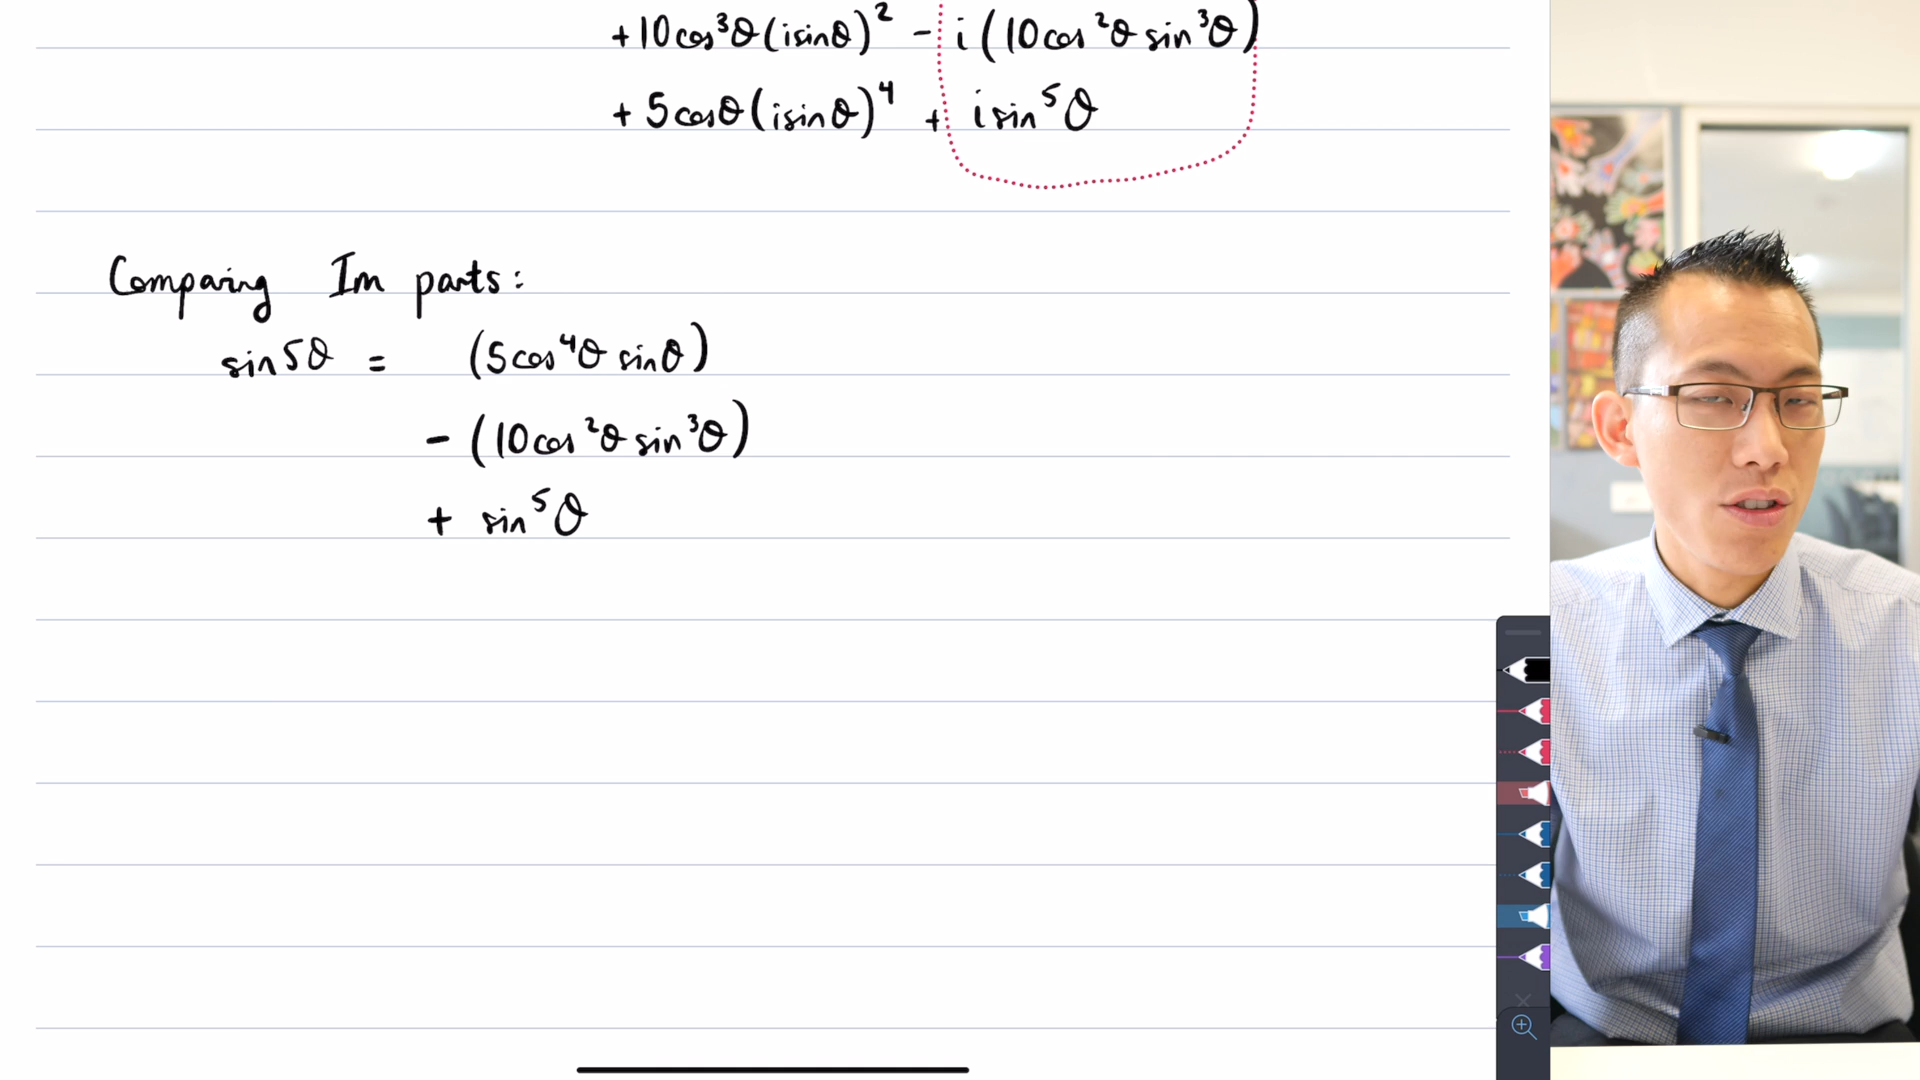 +10cos³θ(isinθ)² - i(10cos²θ sin³θ)
+ 5cosθ(isinθ)⁴ + isin⁵θ
Comparing Im parts:
sin5θ = (5cos⁴θ sinθ)
- (10cos²θ sin³θ)
+ sin⁵θ